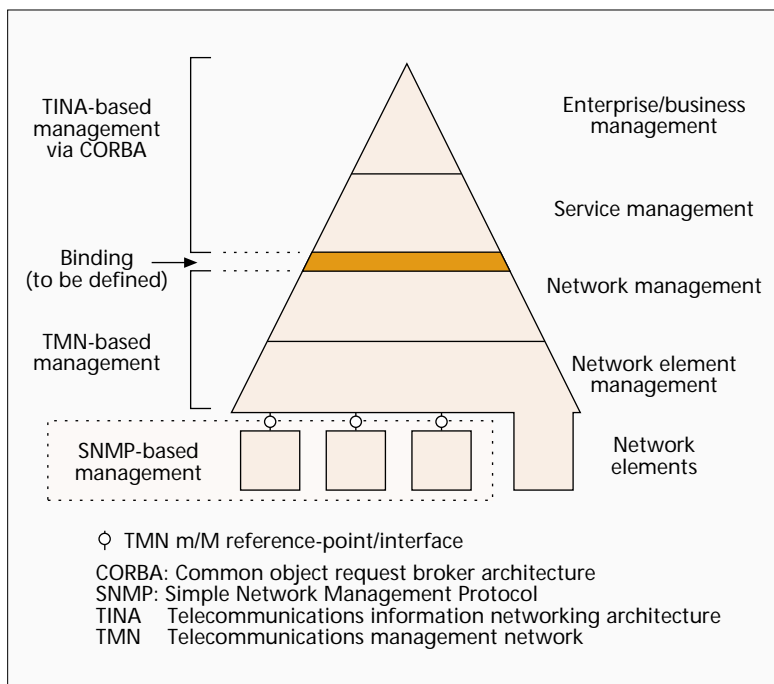 TINA-based
management
via CORBA
Enterprise/business
management
Service management
Binding
(to be defined)
Network management
TMN-based
management
Network element
management
SNMP-based
management
Network
elements
TMN m/M reference-point/interface
CORBA: Common object request broker architecture
SNMP: Simple Network Management Protocol
TINA Telecommunications information networking architecture
TMN Telecommunications management network